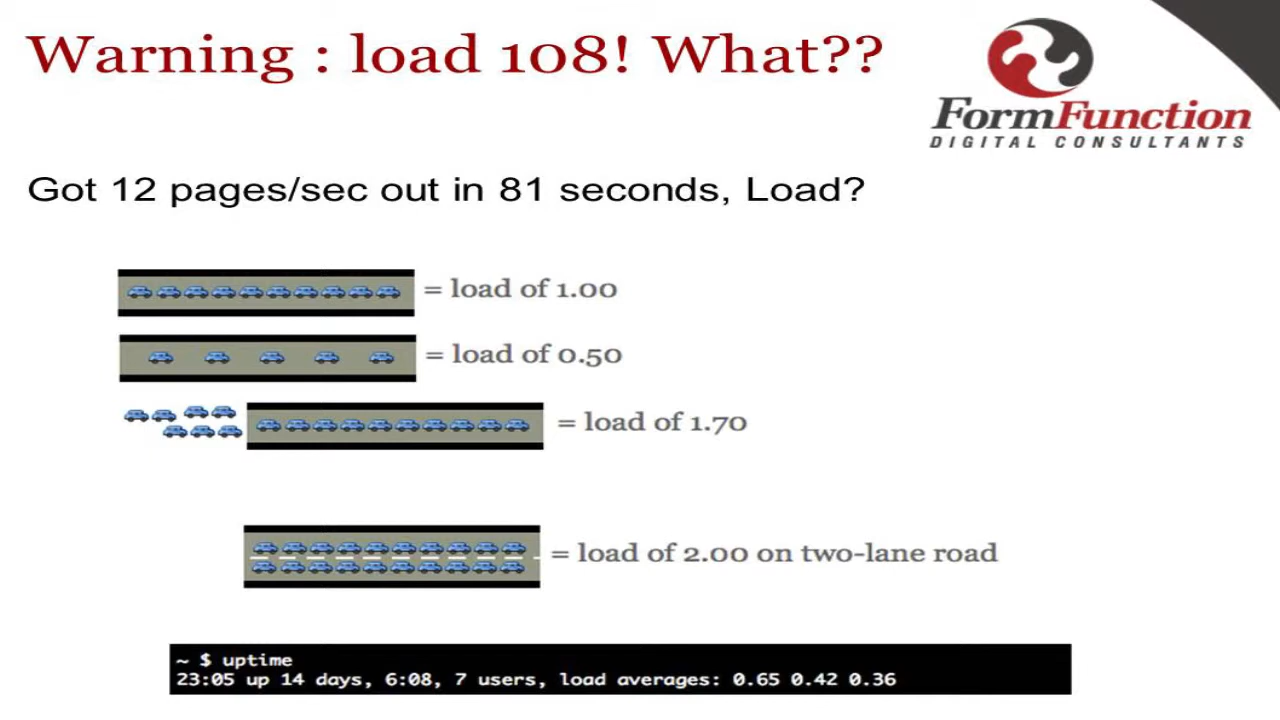 Warning : load 108! What??
FormFunction
DIGITAL CONSULTANTS
Got 12 pages/sec out in 81 seconds, Load?
= load of 1.00
= load of 0.50
= load of 1.70
= load of 2.00 on two-lane road
~ $ uptime
23:05 up 14 days, 6:08, 7 users, load averages: 0.65 0.42 0.36